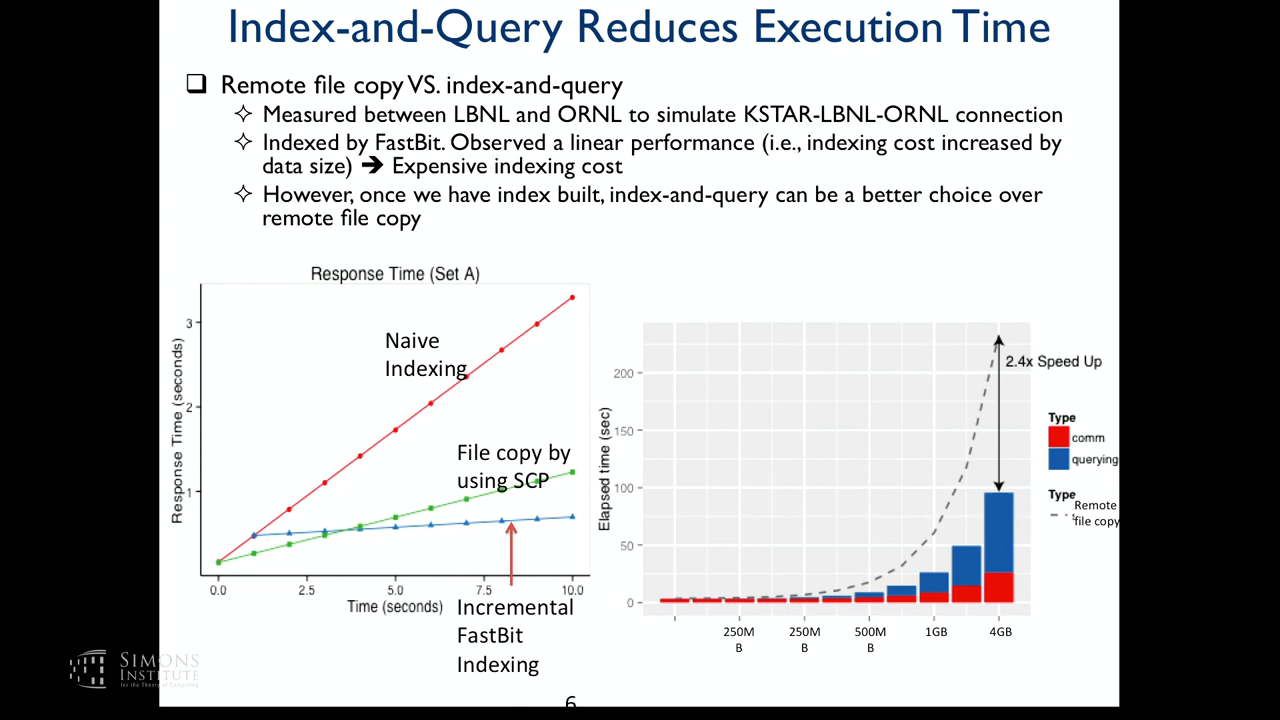 Index-and-Query Reduces Execution Time
❑ Remote file copy VS. index-and-query
✧ Measured between LBNL and ORNL to simulate KSTAR-LBNL-ORNL connection
✧ Indexed by FastBit. Observed a linear performance (i.e., indexing cost increased by
data size) ➔ Expensive indexing cost
✧ However, once we have index built, index-and-query can be a better choice over
remote file copy
Response Time (Set A)
Response Time (seconds)
3
2
1
Naive
Indexing
File copy by
using SCP
0.0
2.5
5.0
7.5
10.0
Time (seconds)
Incremental
FastBit
Indexing
Elapsed time (sec)
200
150
100
50
0
2.4x Speed Up
250M
B
250M
B
500M
B
1GB
4GB
Type
comm
querying
Type
Remote
file copy
SIMONS
INSTITUTE
for the Theory of Computing
6